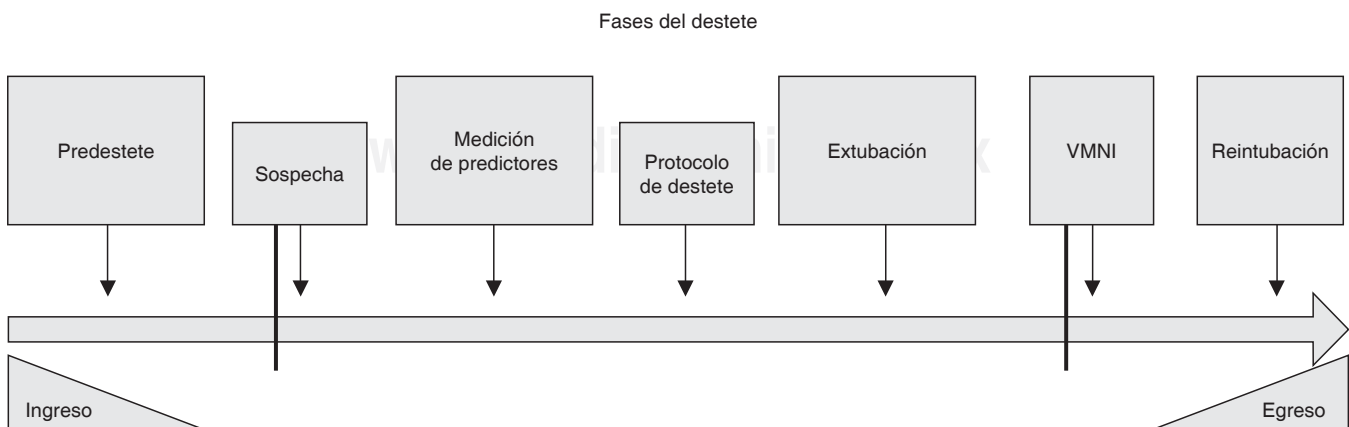 Fases del destete
Predestete
Sospecha
Medición
de predictores
Protocolo
de destete
Extubación
VMNI
Reintubación
Ingreso
Egreso